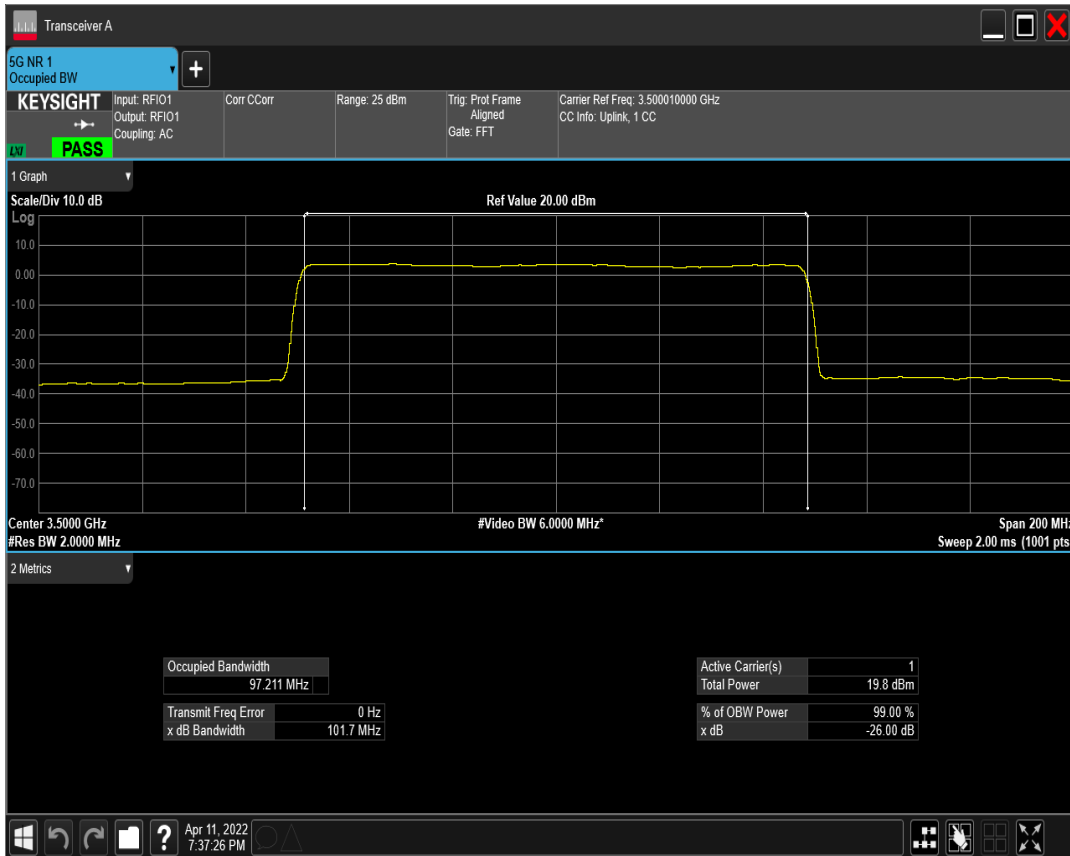 Transceiver A
5G NR 1
Occupied BW
KEYSIGHT
LXI
PASS
Input: RFIO1
Output: RFIO1
Coupling: AC
Corr CCorr
Range: 25 dBm
Trig: Prot Frame
Aligned
Gate: FFT
Carrier Ref Freq: 3.500010000 GHz
CC Info: Uplink, 1 CC
1 Graph
Scale/Div 10.0 dB
Ref Value 20.00 dBm
Log
10.0
0.00
-10.0
-20.0
-30.0
-40.0
-50.0
-60.0
-70.0
Center 3.5000 GHz
#Video BW 6.0000 MHz*
Span 200 MHz
#Res BW 2.0000 MHz
Sweep 2.00 ms (1001 pts
2 Metrics
Occupied Bandwidth
97.211 MHz
Transmit Freq Error 0 Hz
x dB Bandwidth 101.7 MHz
Active Carrier(s) 1
Total Power 19.8 dBm
% of OBW Power 99.00 %
x dB -26.00 dB
?
Apr 11, 2022
7:37:26 PM